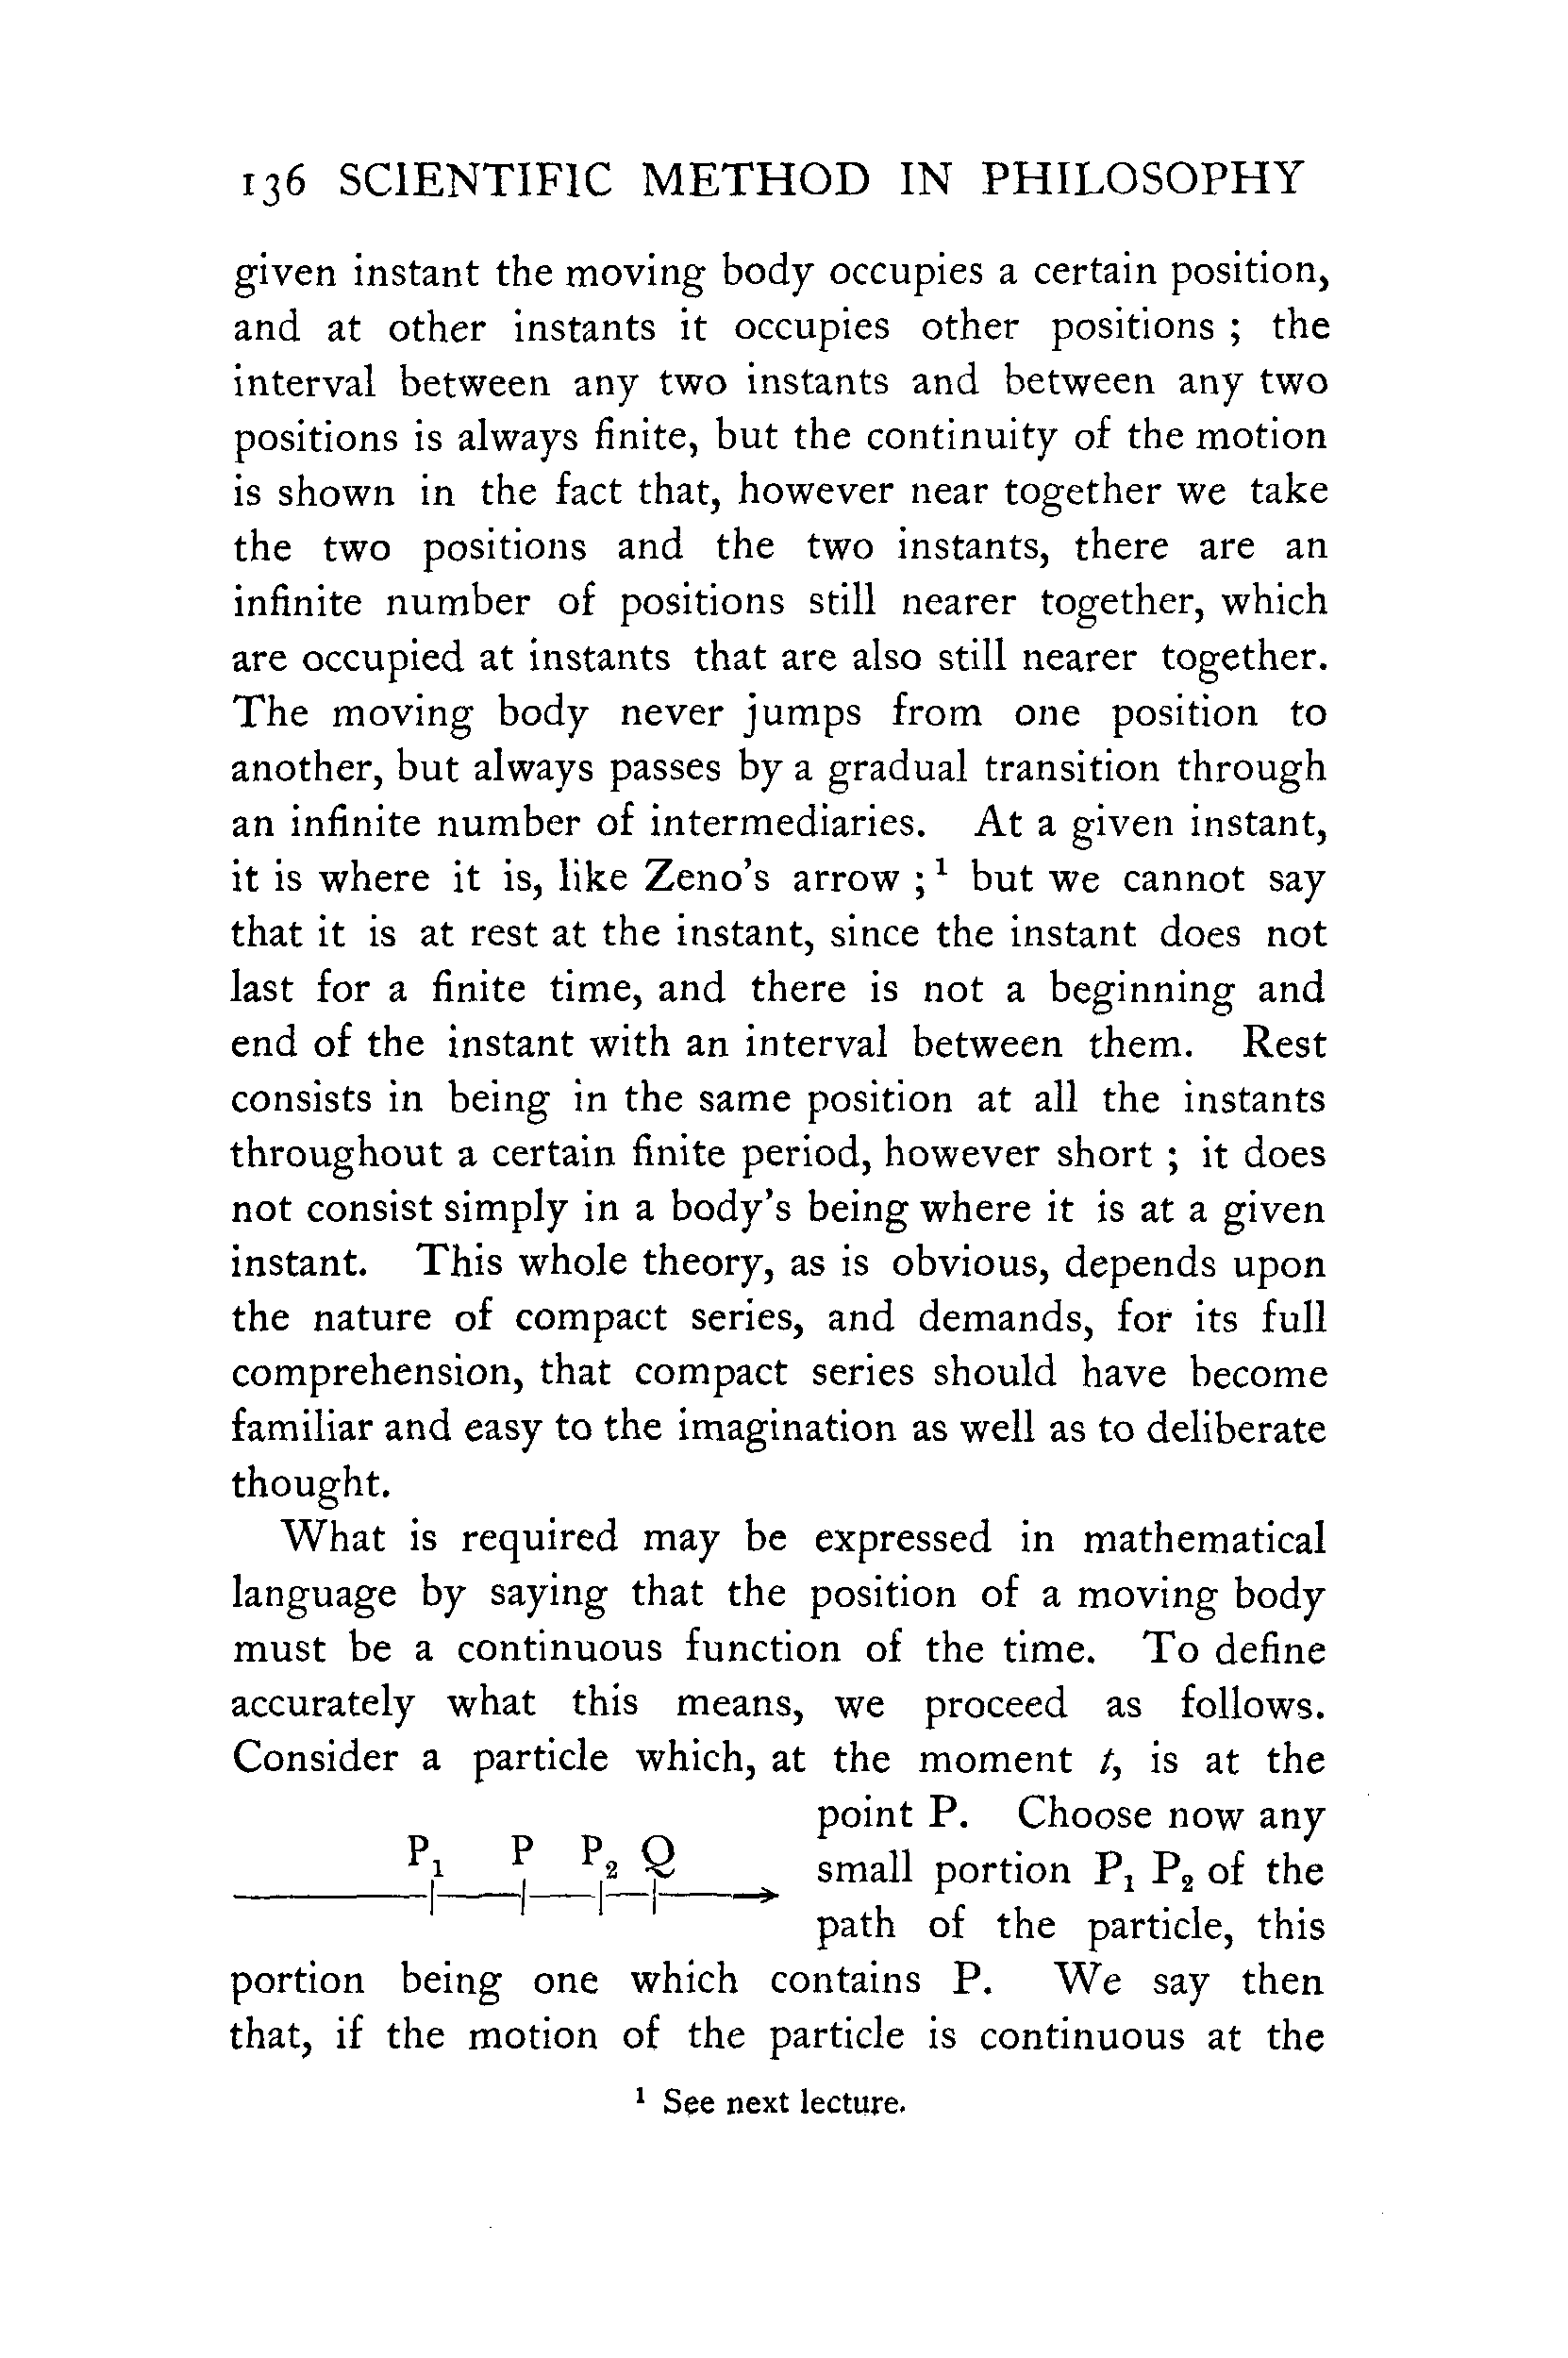 136 SCIENTIFIC METHOD IN PHILOSOPHY
given instant the moving body occupies a certain position,
and at other instants it occupies other positions ; the
interval between any two instants and between any two
positions is always finite, but the continuity of the motion
is shown in the fact that, however near together we take
the two positions and the two instants, there are an
infinite number of positions still nearer together, which
are occupied at instants that are also still nearer together.
The moving body never jumps from one position to
another, but always passes by a gradual transition through
an infinite number of intermediaries. At a given instant,
it is where it is, like Zeno's arrow ;¹ but we cannot say
that it is at rest at the instant, since the instant does not
last for a finite time, and there is not a beginning and
end of the instant with an interval between them. Rest
consists in being in the same position at all the instants
throughout a certain finite period, however short ; it does
not consist simply in a body's being where it is at a given
instant. This whole theory, as is obvious, depends upon
the nature of compact series, and demands, for its full
comprehension, that compact series should have become
familiar and easy to the imagination as well as to deliberate
thought.
What is required may be expressed in mathematical
language by saying that the position of a moving body
must be a continuous function of the time. To define
accurately what this means, we proceed as follows.
Consider a particle which, at the moment t, is at the
point P. Choose now any
P₁ P P₂ Q
small portion P₁ P₂ of the
path of the particle, this
portion being one which contains P. We say then
that, if the motion of the particle is continuous at the
¹ See next lecture.